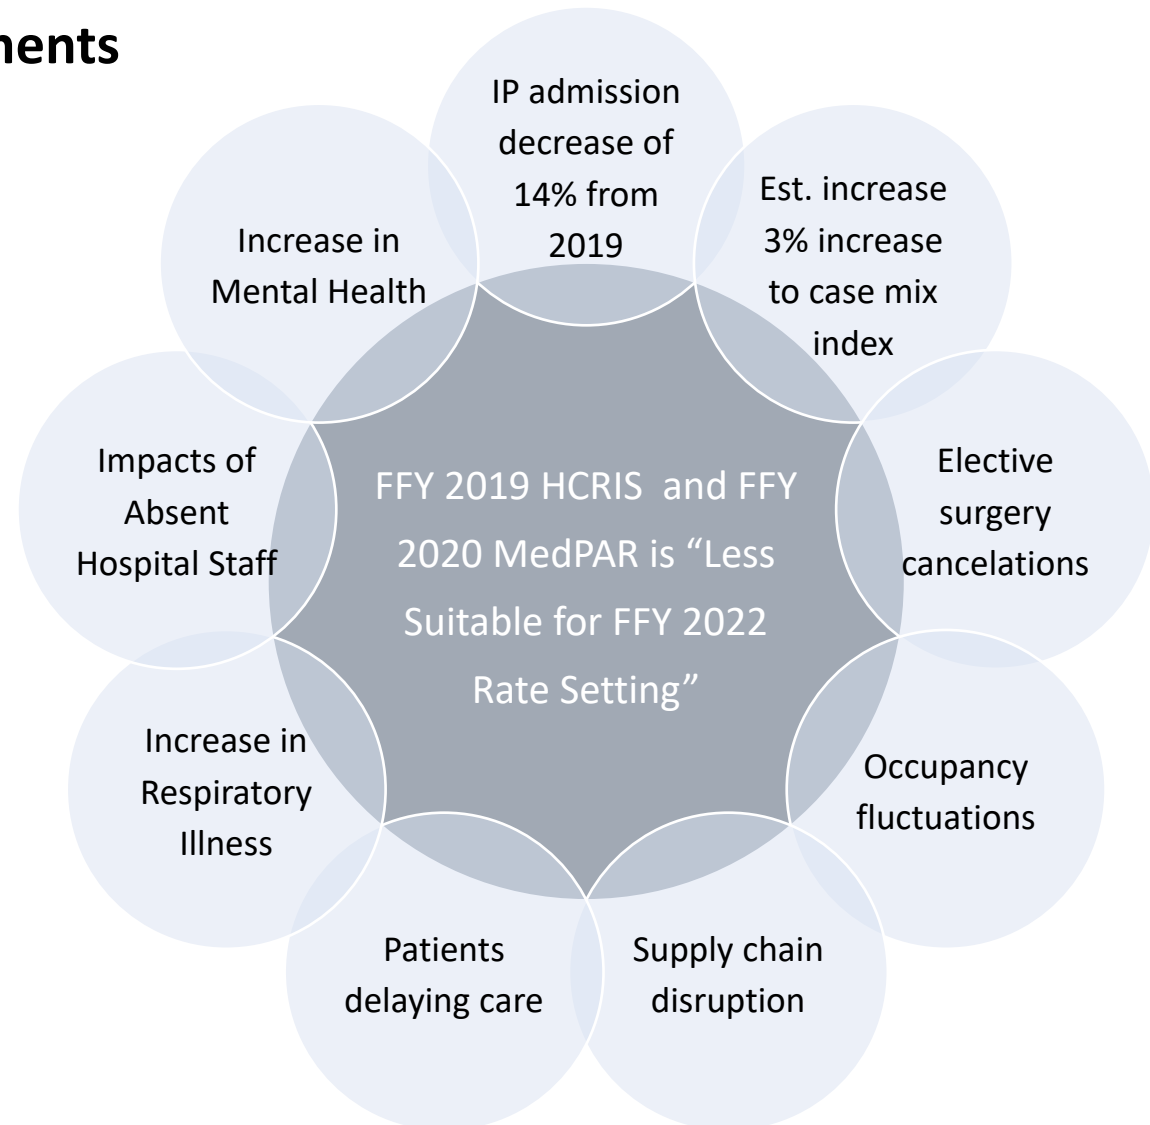 nents
IP admission
decrease of
14% from
2019
Est. increase
3% increase
to case mix
index
Elective
surgery
cancelations
Occupancy
fluctuations
Supply chain
disruption
Patients
delaying care
Increase in
Respiratory
Illness
Impacts of
Absent
Hospital Staff
Increase in
Mental Health
FFY 2019 HCRIS and FFY
2020 MedPAR is “Less
Suitable for FFY 2022
Rate Setting”